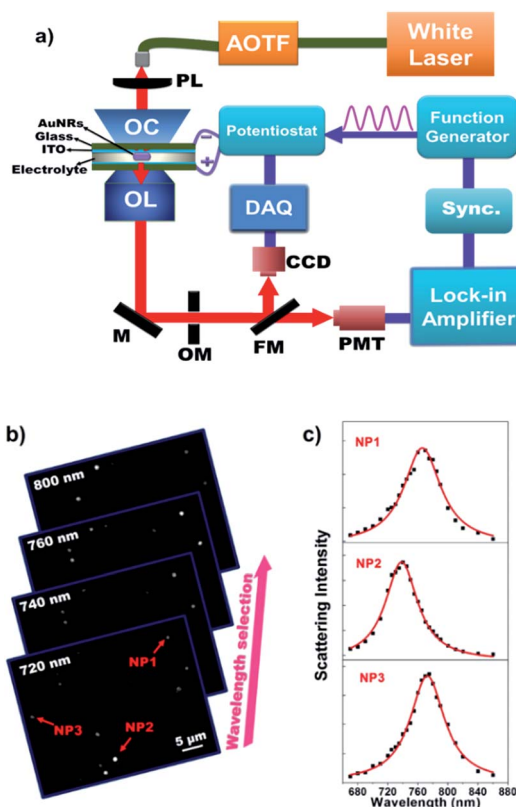 a)
AOTF
White
Laser
PL
OC
AuNRs
Glass
ITO
Electrolyte
OL
Potentiostat
Function
Generator
DAQ
Sync.
CCD
Lock-in
Amplifier
M
OM
FM
PMT
b)
800 nm
760 nm
740 nm
720 nm
NP1
NP3
NP2
5 μm
Wavelength selection
c)
NP1
NP2
NP3
Scattering Intensity
680 720 760 800 840 880
Wavelength (nm)